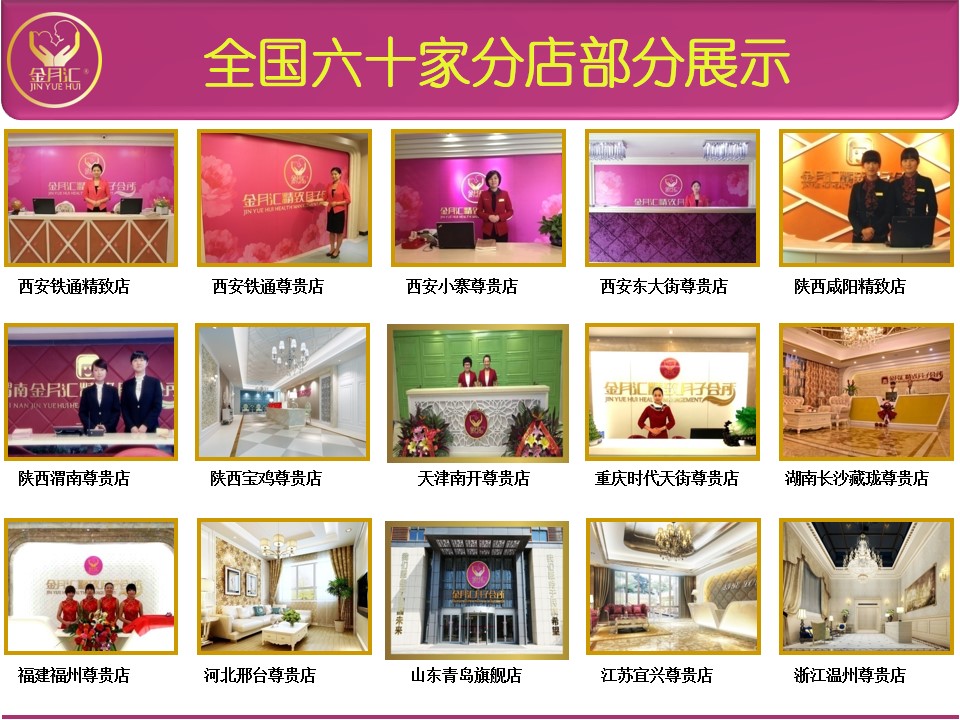 金月汇®
JIN YUE HUI
全国六十家分店部分展示
西安铁通精致店
西安铁通尊贵店
西安小寨尊贵店
西安东大街尊贵店
陕西咸阳精致店
陕西渭南尊贵店
陕西宝鸡尊贵店
天津南开尊贵店
重庆时代天街尊贵店
湖南长沙藏珑尊贵店
福建福州尊贵店
河北邢台尊贵店
山东青岛旗舰店
江苏宜兴尊贵店
浙江温州尊贵店